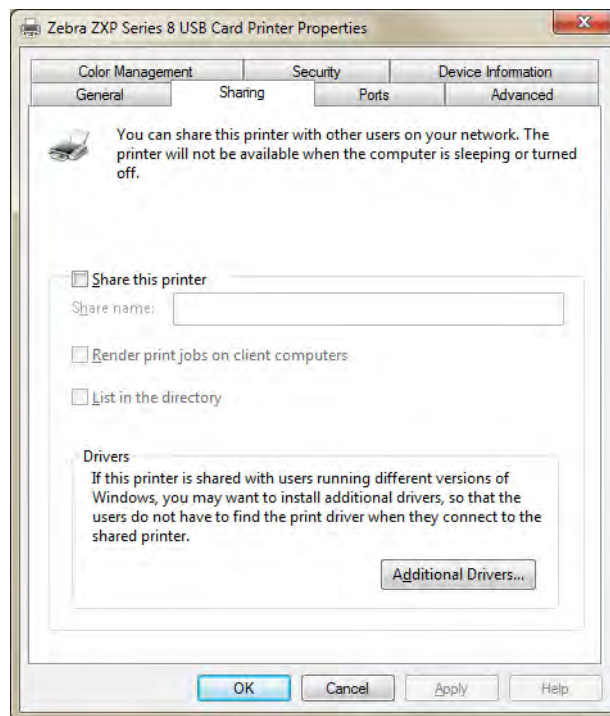 Zebra ZXP Series 8 USB Card Printer Properties
Color Management Security Device Information
General Sharing Ports Advanced
You can share this printer with other users on your network. The
printer will not be available when the computer is sleeping or turned
off.
Share this printer
Share name:
Render print jobs on client computers
List in the directory
Drivers
If this printer is shared with users running different versions of
Windows, you may want to install additional drivers, so that the
users do not have to find the print driver when they connect to the
shared printer.
Additional Drivers...
OK Cancel Apply Help